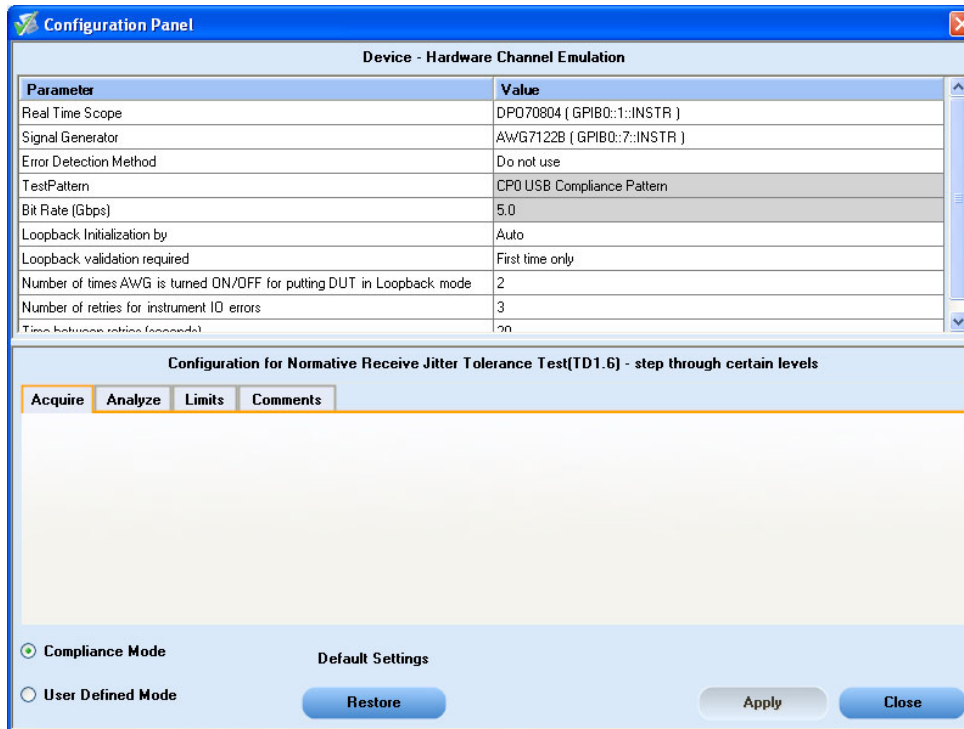 Configuration Panel
Device - Hardware Channel Emulation
Parameter Value
Real Time Scope DPO70804 ( GPIB0::1::INSTR )
Signal Generator AWG7122B ( GPIB0::7::INSTR )
Error Detection Method Do not use
TestPattern CP0 USB Compliance Pattern
Bit Rate (Gbps) 5.0
Loopback Initialization by Auto
Loopback validation required First time only
Number of times AWG is turned ON/OFF for putting DUT in Loopback mode 2
Number of retries for instrument IO errors 3
Time between retries (seconds) 20
Configuration for Normative Receive Jitter Tolerance Test(TD1.6) - step through certain levels
Acquire Analyze Limits Comments
Compliance Mode
Default Settings
User Defined Mode
Restore Apply Close